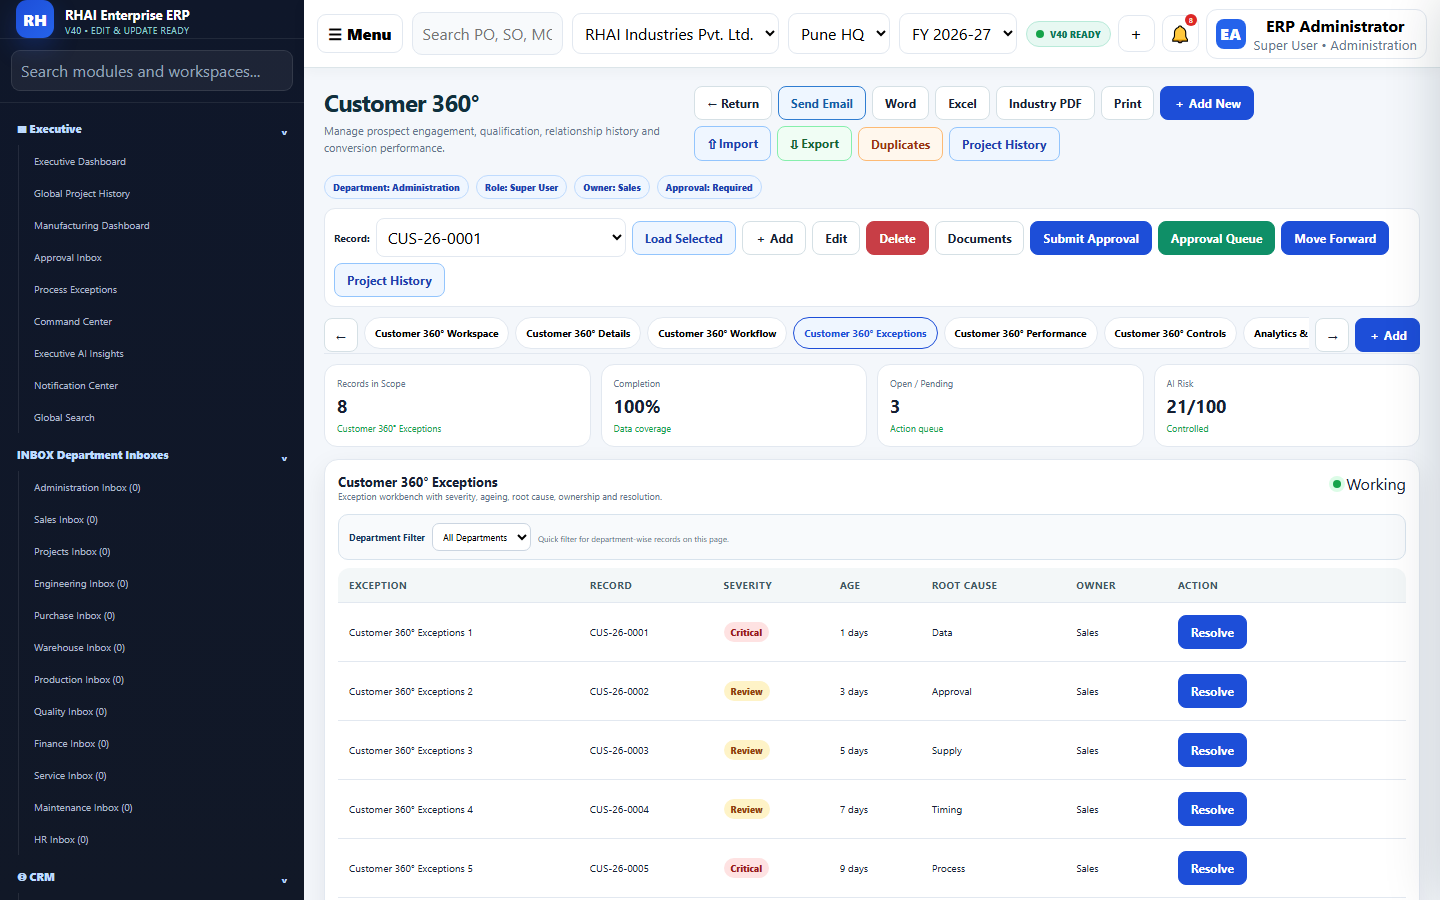 RH
RHAI Enterprise ERP
V40 • EDIT & UPDATE READY
Search modules and workspaces...
Executive
Executive Dashboard
Global Project History
Manufacturing Dashboard
Approval Inbox
Process Exceptions
Command Center
Executive AI Insights
Notification Center
Global Search
INBOX Department Inboxes
Administration Inbox (0)
Sales Inbox (0)
Projects Inbox (0)
Engineering Inbox (0)
Purchase Inbox (0)
Warehouse Inbox (0)
Production Inbox (0)
Quality Inbox (0)
Finance Inbox (0)
Service Inbox (0)
Maintenance Inbox (0)
HR Inbox (0)
CRM
☰ Menu
Search PO, SO, MO
RHAI Industries Pvt. Ltd.
Pune HQ
FY 2026-27
V40 READY
+
8
EA
ERP Administrator
Super User • Administration
Customer 360°
Manage prospect engagement, qualification, relationship history and
conversion performance.
← Return
Send Email
Word
Excel
Industry PDF
Print
+ Add New
⇧ Import
⇩ Export
Duplicates
Project History
Department: Administration
Role: Super User
Owner: Sales
Approval: Required
Record:
CUS-26-0001
Load Selected
+ Add
Edit
Delete
Documents
Submit Approval
Approval Queue
Move Forward
Project History
←
Customer 360° Workspace
Customer 360° Details
Customer 360° Workflow
Customer 360° Exceptions
Customer 360° Performance
Customer 360° Controls
Analytics &
→
+ Add
Records in Scope
8
Customer 360° Exceptions
Completion
100%
Data coverage
Open / Pending
3
Action queue
AI Risk
21/100
Controlled
Customer 360° Exceptions
Exception workbench with severity, ageing, root cause, ownership and resolution.
Working
Department Filter
All Departments
Quick filter for department-wise records on this page.
EXCEPTION RECORD SEVERITY AGE ROOT CAUSE OWNER ACTION
Customer 360° Exceptions 1 CUS-26-0001 Critical 1 days Data Sales Resolve
Customer 360° Exceptions 2 CUS-26-0002 Review 3 days Approval Sales Resolve
Customer 360° Exceptions 3 CUS-26-0003 Review 5 days Supply Sales Resolve
Customer 360° Exceptions 4 CUS-26-0004 Review 7 days Timing Sales Resolve
Customer 360° Exceptions 5 CUS-26-0005 Critical 9 days Process Sales Resolve